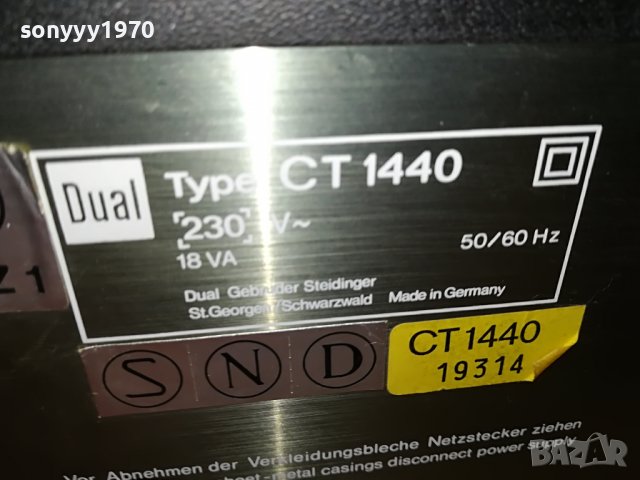 sonyyy1970
Dual
Type CT 1440
230 V~
50/60 Hz
18 VA
Dual Gebrüder Steidinger
St.Georgen/Schwarzwald Made in Germany
Z1
S N D
CT1440
19314
Vor Abnehmen der Verkleidungsbleche Netzstecker ziehen
sheet-metal casings disconnect power supply
BAZAR